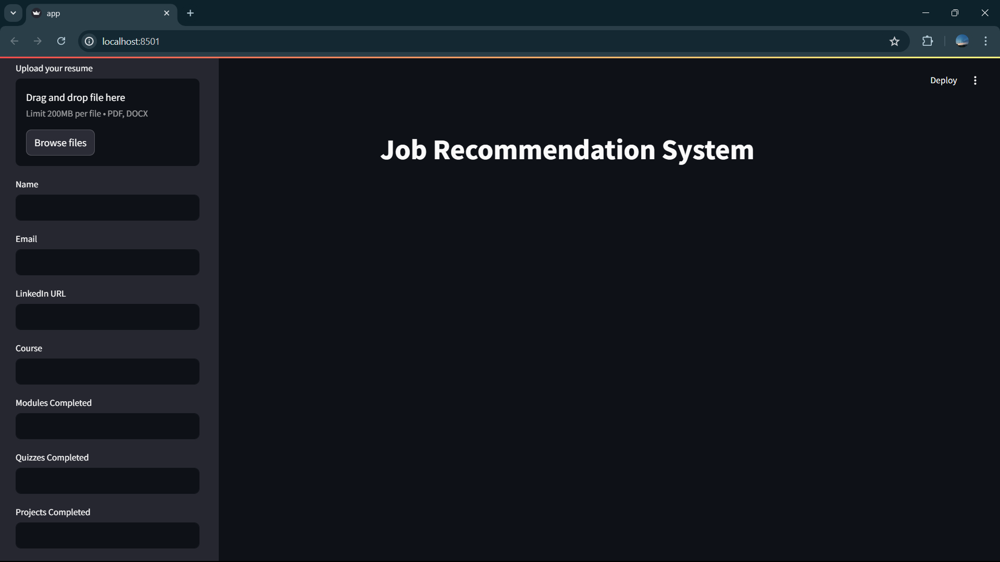 app
localhost:8501
Upload your resume
Drag and drop file here
Limit 200MB per file • PDF, DOCX
Browse files
Name
Email
LinkedIn URL
Course
Modules Completed
Quizzes Completed
Projects Completed
Deploy
Job Recommendation System